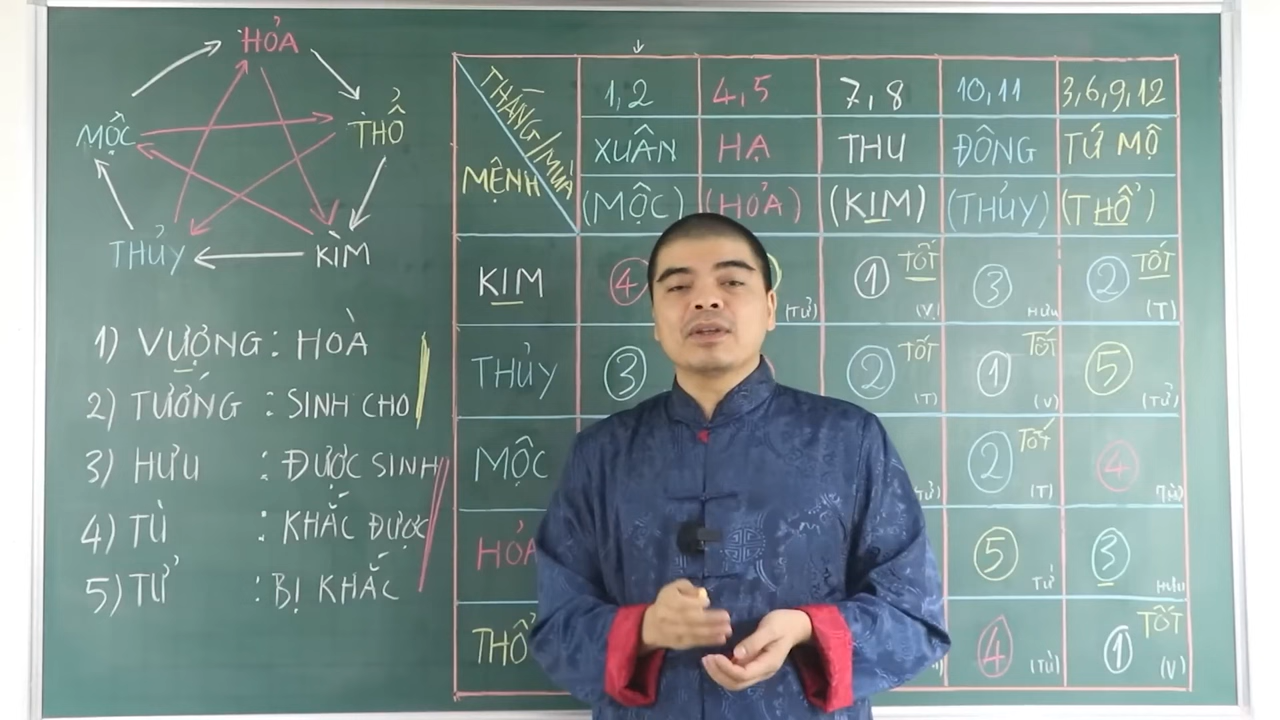 HỎA
MỘC
THỔ
THỦY
KIM
1) VƯỢNG : HOÀ
2) TƯỚNG : SINH CHO
3) HƯU : ĐƯỢC SINH
4) TÙ : KHẮC ĐƯỢC
5) TỬ : BỊ KHẮC
THÁNG/MÙA
MỆNH
1,2 4,5 7,8 10,11 3,6,9,12
XUÂN HẠ THU ĐÔNG TỨ MỘ
(MỘC) (HỎA) (KIM) (THỦY) (THỔ)
KIM 4 (TỬ) 1 TỐT (V) 3 HƯU 2 TỐT (T)
THỦY 3 2 TỐT (T) 1 TỐT (V) 5 (TỬ)
MỘC 2 TỐT (T) 4
HỎA 5 TỬ 3 HƯU
THỔ 4 (TÙ) 1 TỐT (V)